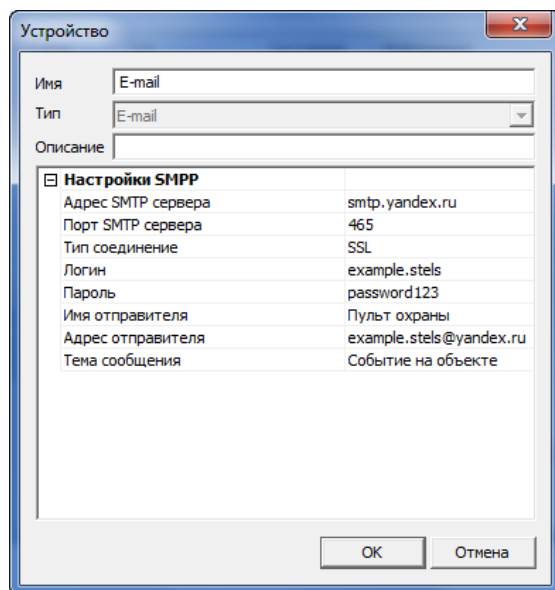 Устройство
Имя E-mail
Тип E-mail
Описание
Настройки SMPP
Адрес SMTP сервера smtp.yandex.ru
Порт SMTP сервера 465
Тип соединение SSL
Логин example.stels
Пароль password123
Имя отправителя Пульт охраны
Адрес отправителя example.stels@yandex.ru
Тема сообщения Событие на объекте
OK Отмена